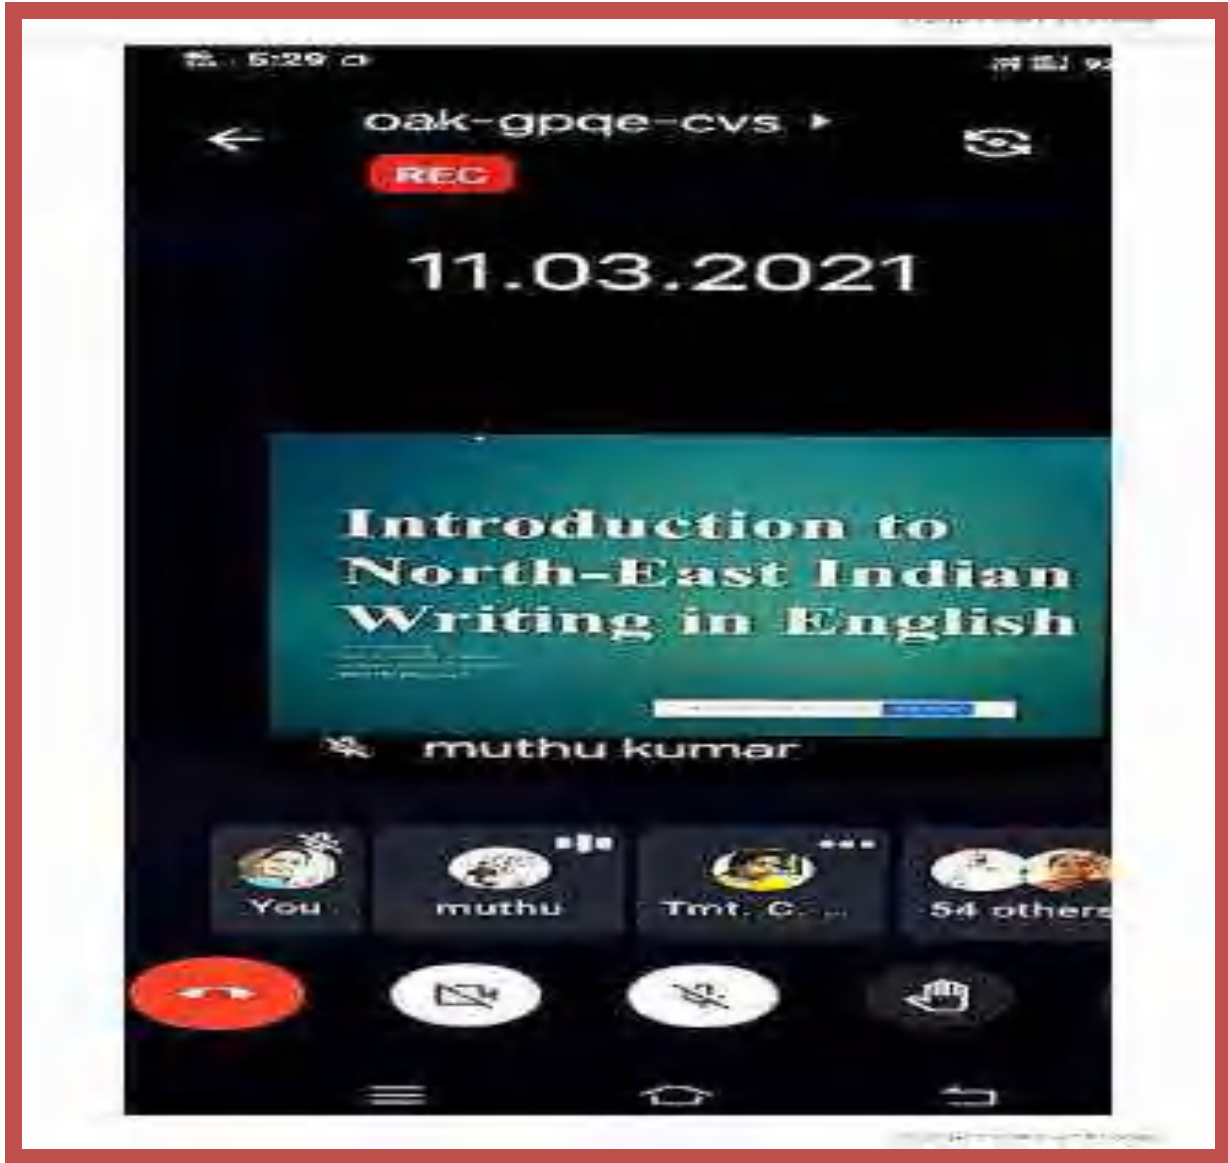 5:29
oak-gpqe-cvs
REC
11.03.2021
Introduction to
North-East Indian
Writing in English
muthu kumar
You
muthu
Tmt. C. ...
54 others